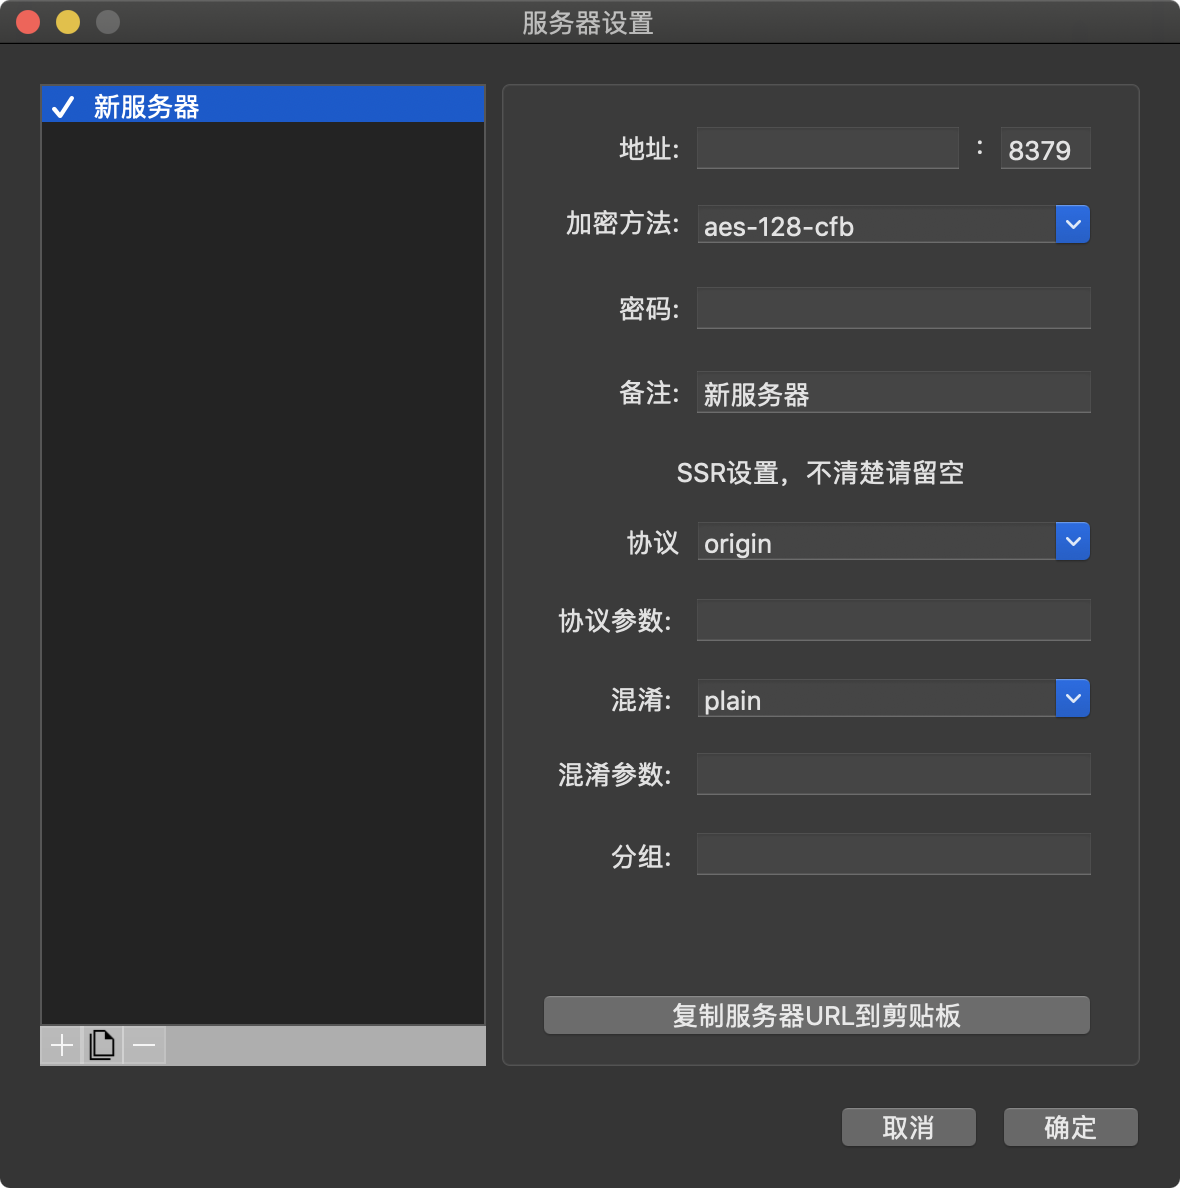 服务器设置
新服务器
地址: : 8379
加密方法: aes-128-cfb
密码:
备注: 新服务器
SSR设置，不清楚请留空
协议 origin
协议参数:
混淆: plain
混淆参数:
分组:
复制服务器URL到剪贴板
取消 确定